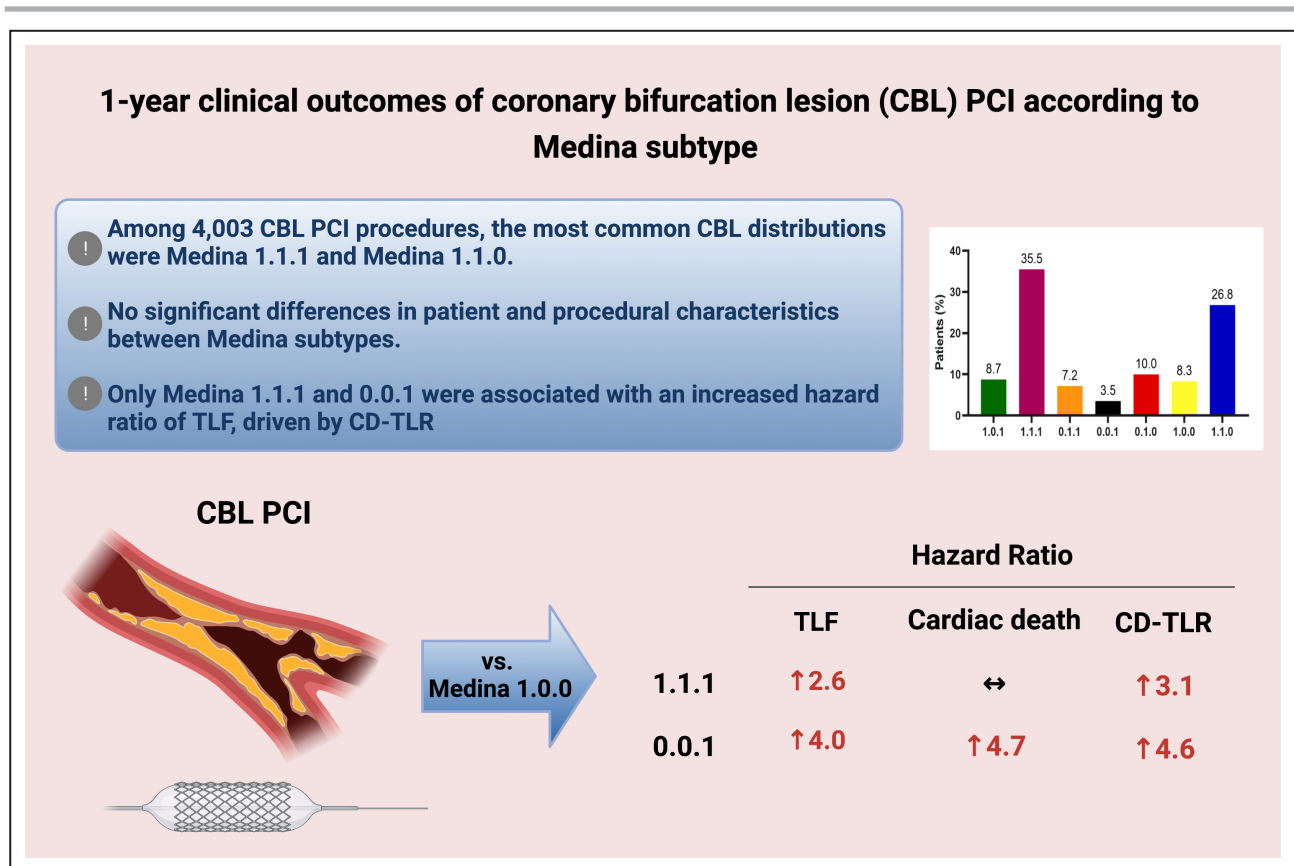 1-year clinical outcomes of coronary bifurcation lesion (CBL) PCI according to
Medina subtype
! Among 4,003 CBL PCI procedures, the most common CBL distributions
were Medina 1.1.1 and Medina 1.1.0.
! No significant differences in patient and procedural characteristics
between Medina subtypes.
! Only Medina 1.1.1 and 0.0.1 were associated with an increased hazard
ratio of TLF, driven by CD-TLR
Patients (%)
40
30
20
10
0
8.7 35.5 7.2 3.5 10.0 8.3 26.8
1.0.1 1.1.1 0.1.1 0.0.1 0.1.0 1.0.0 1.1.0
CBL PCI
vs.
Medina 1.0.0
Hazard Ratio
TLF Cardiac death CD-TLR
1.1.1 ↑2.6 ↔ ↑3.1
0.0.1 ↑4.0 ↑4.7 ↑4.6